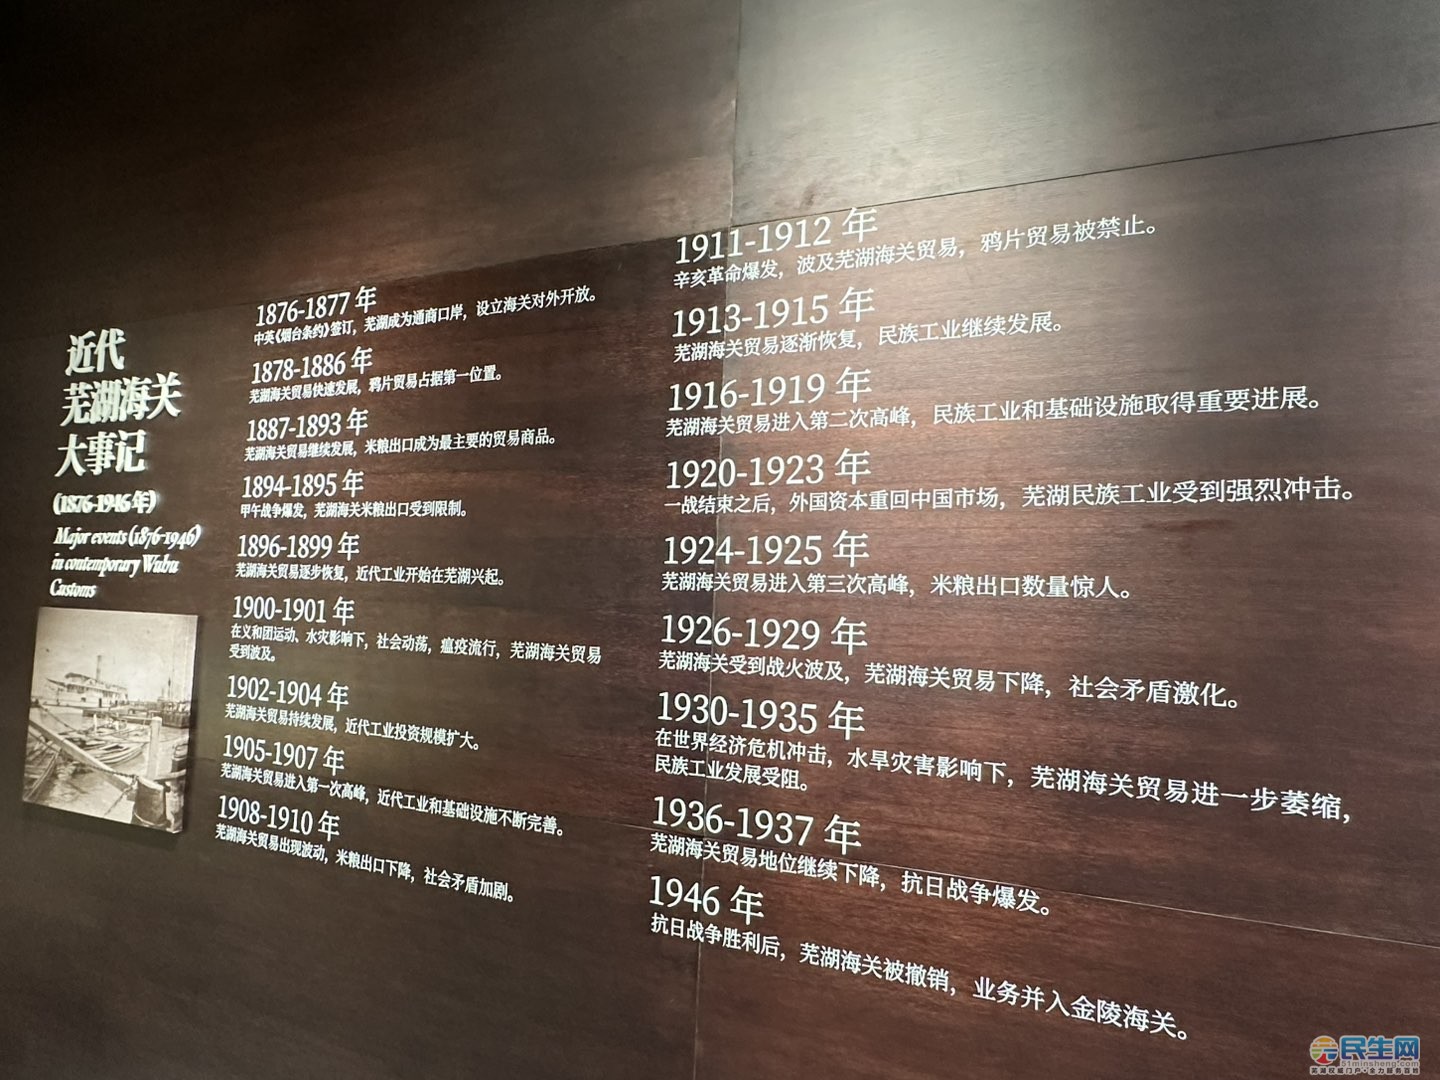 近代
芜湖海关
大事记
(1876-1946年)
Major events (1876-1946)
in contemporary Wuhu
Customs
1876-1877 年
中英《烟台条约》签订，芜湖成为通商口岸，设立海关对外开放。
1878-1886 年
芜湖海关贸易快速发展，鸦片贸易占据第一位置。
1887-1893 年
芜湖海关贸易继续发展，米粮出口成为最主要的贸易商品。
1894-1895 年
甲午战争爆发，芜湖海关米粮出口受到限制。
1896-1899 年
芜湖海关贸易逐步恢复，近代工业开始在芜湖兴起。
1900-1901 年
在义和团运动、水灾影响下，社会动荡，瘟疫流行，芜湖海关贸易
受到波及。
1902-1904 年
芜湖海关贸易持续发展，近代工业投资规模扩大。
1905-1907 年
芜湖海关贸易进入第一次高峰，近代工业和基础设施不断完善。
1908-1910 年
芜湖海关贸易出现波动，米粮出口下降，社会矛盾加剧。
1911-1912 年
辛亥革命爆发，波及芜湖海关贸易，鸦片贸易被禁止。
1913-1915 年
芜湖海关贸易逐渐恢复，民族工业继续发展。
1916-1919 年
芜湖海关贸易进入第二次高峰，民族工业和基础设施取得重要进展。
1920-1923 年
一战结束之后，外国资本重回中国市场，芜湖民族工业受到强烈冲击。
1924-1925 年
芜湖海关贸易进入第三次高峰，米粮出口数量惊人。
1926-1929 年
芜湖海关受到战火波及，芜湖海关贸易下降，社会矛盾激化。
1930-1935 年
在世界经济危机冲击，水旱灾害影响下，芜湖海关贸易进一步萎缩，
民族工业发展受阻。
1936-1937 年
芜湖海关贸易地位继续下降，抗日战争爆发。
1946 年
抗日战争胜利后，芜湖海关被撤销，业务并入金陵海关。
民生网
51minsheng.com